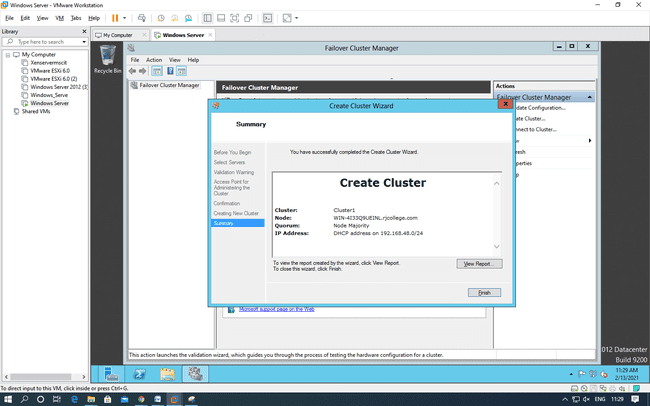 Windows Server - VMware Workstation
File Edit View VM Tabs Help
Library
Type here to search
My Computer
Xenservermscit
VMware ESXi 6.0
VMware ESXi 6.0 (2)
Windows Server 2012 (3)
Windows_Serve
Windows Server
Shared VMs
My Computer
Windows Server
Recycle Bin
Failover Cluster Manager
File Action View Help
Failover Cluster Manager
Failover Cluster Manager
Actions
Failover Cluster Manager
date Configuration...
ate Cluster...
nnect to Cluster...
w
resh
perties
p
Create Cluster Wizard
Summary
Before You Begin
Select Servers
Validation Warning
Access Point for
Administering the
Cluster
Confirmation
Creating New Cluster
Summary
You have successfully completed the Create Cluster Wizard.
Create Cluster
Cluster: Cluster1
Node: WIN-4I33Q9UEINL.rjcollege.com
Quorum: Node Majority
IP Address: DHCP address on 192.168.48.0/24
To view the report created by the wizard, click View Report.
To close this wizard, click Finish.
View Report...
Finish
Microsoft support page on the Web
This action launches the validation wizard, which guides you through the process of testing the hardware configuration for a cluster.
012 Datacenter
Build 9200
11:29 AM
2/13/2021
To direct input to this VM, click inside or press Ctrl+G.
ENG 11:29